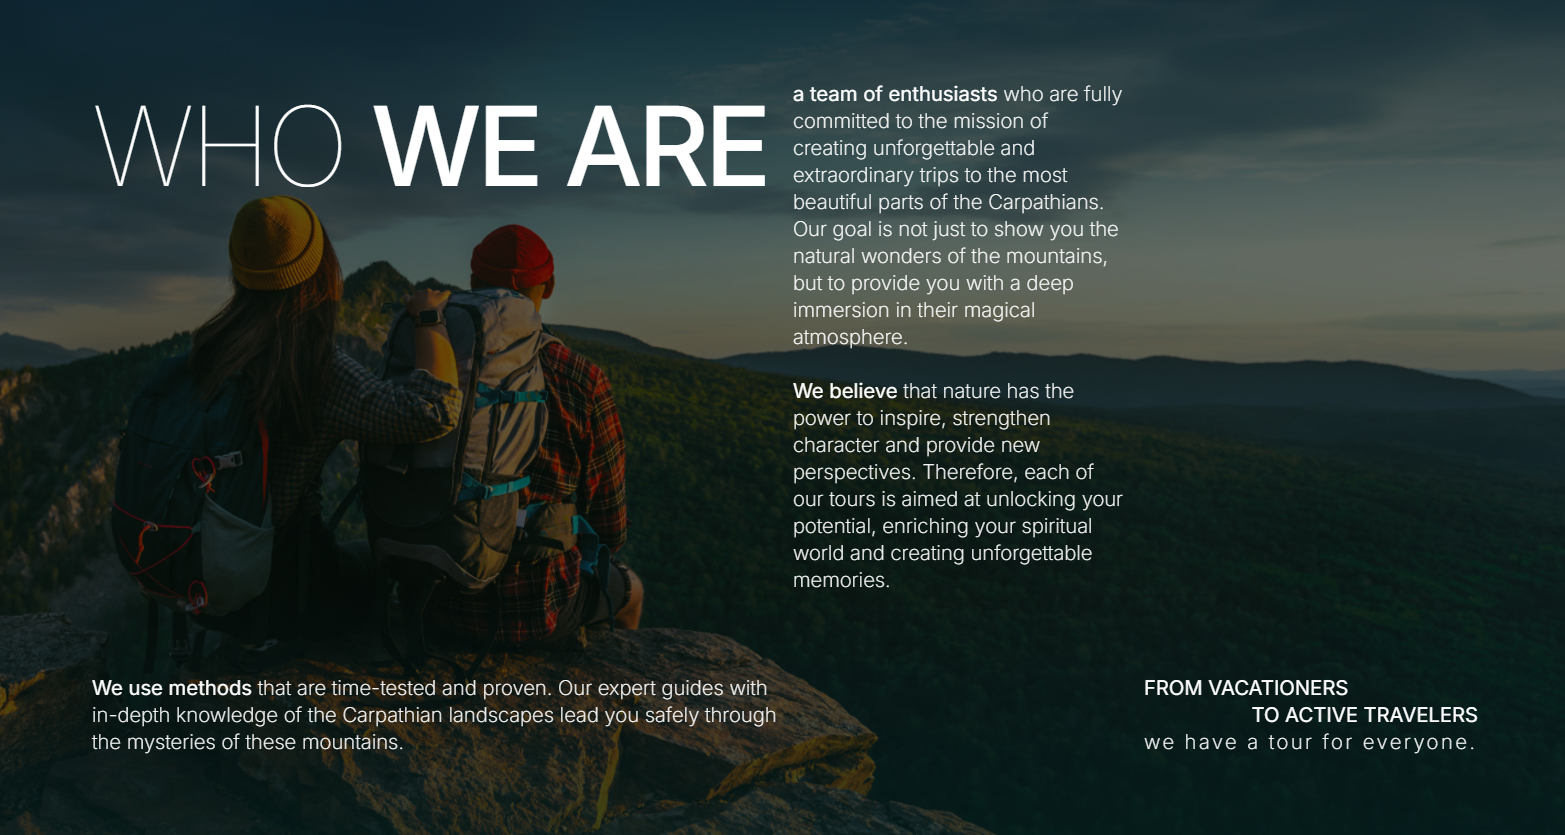 WHO WE ARE
a team of enthusiasts who are fully
committed to the mission of
creating unforgettable and
extraordinary trips to the most
beautiful parts of the Carpathians.
Our goal is not just to show you the
natural wonders of the mountains,
but to provide you with a deep
immersion in their magical
atmosphere.
We believe that nature has the
power to inspire, strengthen
character and provide new
perspectives. Therefore, each of
our tours is aimed at unlocking your
potential, enriching your spiritual
world and creating unforgettable
memories.
We use methods that are time-tested and proven. Our expert guides with
in-depth knowledge of the Carpathian landscapes lead you safely through
the mysteries of these mountains.
FROM VACATIONERS
TO ACTIVE TRAVELERS
we have a tour for everyone.